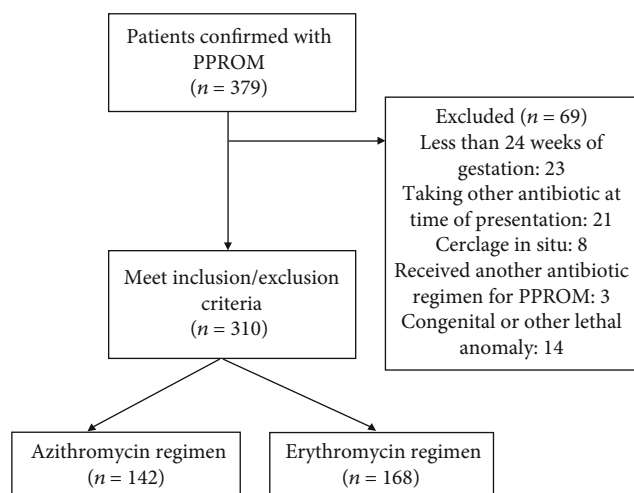 Patients confirmed with
PPROM
(n = 379)
Excluded (n = 69)
Less than 24 weeks of
gestation: 23
Taking other antibiotic at
time of presentation: 21
Cerclage in situ: 8
Received another antibiotic
regimen for PPROM: 3
Congenital or other lethal
anomaly: 14
Meet inclusion/exclusion
criteria
(n = 310)
Azithromycin regimen
(n = 142)
Erythromycin regimen
(n = 168)